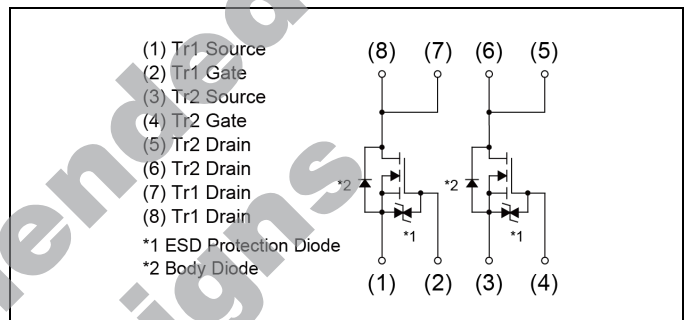 (1) Tr1 Source
(2) Tr1 Gate
(3) Tr2 Source
(4) Tr2 Gate
(5) Tr2 Drain
(6) Tr2 Drain
(7) Tr1 Drain
(8) Tr1 Drain
*1 ESD Protection Diode
*2 Body Diode
(8) (7) (6) (5)
*2 *2
*1 *1
(1) (2) (3) (4)